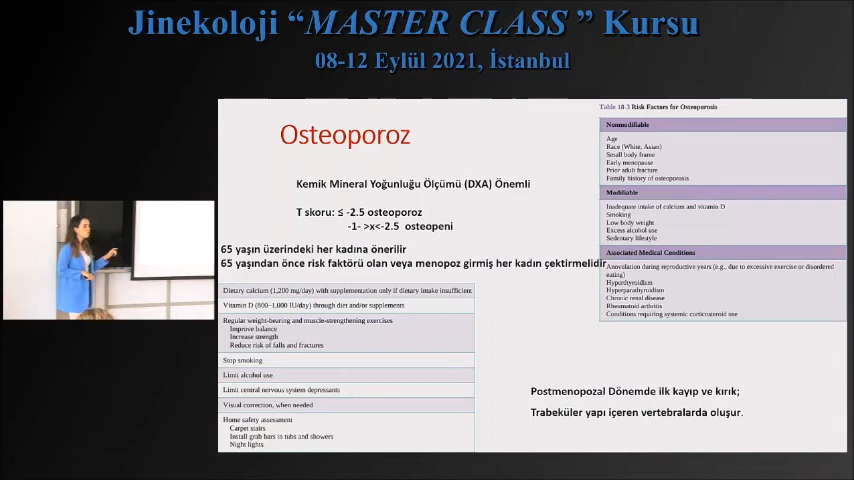 Jinekoloji “MASTER CLASS ” Kursu
08-12 Eylül 2021, İstanbul
Osteoporoz
Kemik Mineral Yoğunluğu Ölçümü (DXA) Önemli
T skoru: ≤ -2.5 osteoporoz
-1- >x<-2.5 osteopeni
65 yaşın üzerindeki her kadına önerilir
65 yaşından önce risk faktörü olan veya menopoz girmiş her kadın çektirmelidir
Dietary calcium (1,200 mg/day) with supplementation only if dietary intake insufficient
Vitamin D (800–1,000 IU/day) through diet and/or supplements
Regular weight-bearing and muscle-strengthening exercises
Improve balance
Increase strength
Reduce risk of falls and fractures
Stop smoking
Limit alcohol use
Limit central nervous system depressants
Visual correction, when needed
Home safety assessment
Carpet stairs
Install grab bars in tubs and showers
Night lights
Table 18-3 Risk Factors for Osteoporosis
Nonmodifiable
Age
Race (White, Asian)
Small body frame
Early menopause
Prior adult fracture
Family history of osteoporosis
Modifiable
Inadequate intake of calcium and vitamin D
Smoking
Low body weight
Excess alcohol use
Sedentary lifestyle
Associated Medical Conditions
Anovulation during reproductive years (e.g., due to excessive exercise or disordered
eating)
Hyperthyroidism
Hyperparathyroidism
Chronic renal disease
Rheumatoid arthritis
Conditions requiring systemic corticosteroid use
Postmenopozal Dönemde ilk kayıp ve kırık;
Trabeküler yapı içeren vertebralarda oluşur.